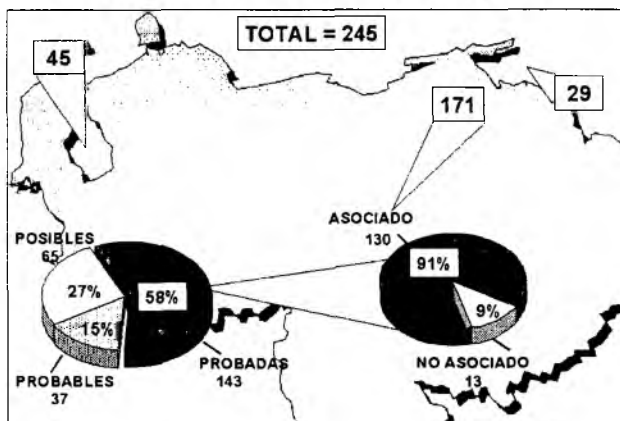 TOTAL = 245
45
171
29
POSIBLES
65
27%
58%
15%
PROBABLES
37
PROBADAS
143
ASOCIADO
130
91%
9%
NO ASOCIADO
13